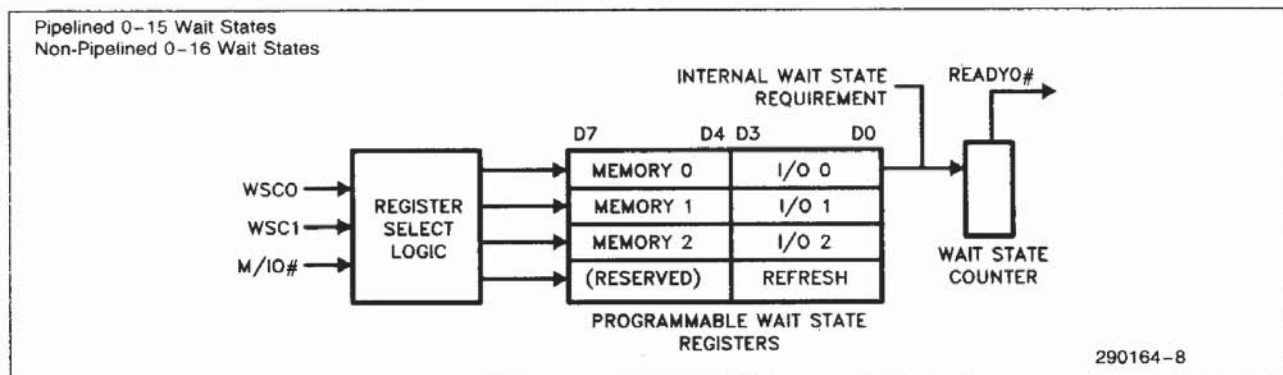 Pipelined 0–15 Wait States
Non-Pipelined 0–16 Wait States
INTERNAL WAIT STATE
REQUIREMENT
READYO#
D7 D4 D3 D0
WSC0
WSC1
M/IO#
REGISTER
SELECT
LOGIC
MEMORY 0 I/O 0
MEMORY 1 I/O 1
MEMORY 2 I/O 2
(RESERVED) REFRESH
WAIT STATE
COUNTER
PROGRAMMABLE WAIT STATE
REGISTERS
290164–8